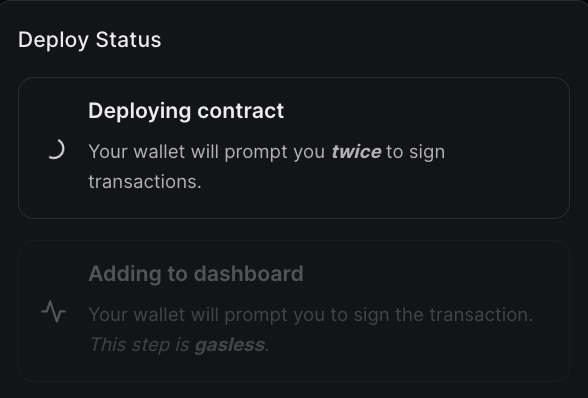 Deploy Status
Deploying contract
Your wallet will prompt you twice to sign
transactions.
Adding to dashboard
Your wallet will prompt you to sign the transaction.
This step is gasless.